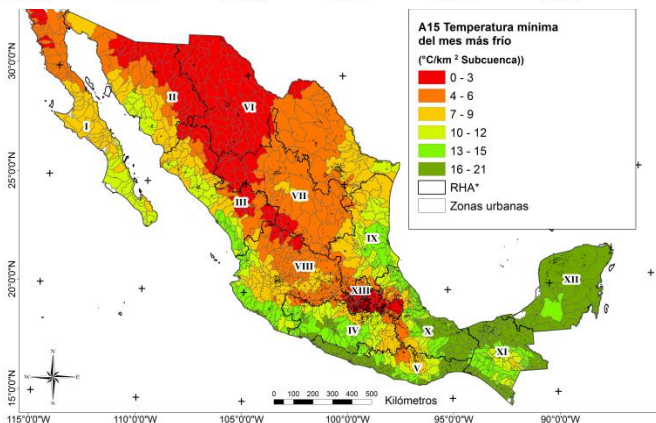 A15 Temperatura mínima
del mes más frío
(°C/km ² Subcuenca))
0 - 3
4 - 6
7 - 9
10 - 12
13 - 15
16 - 21
RHA*
Zonas urbanas
30°0'0"N
25°0'0"N
20°0'0"N
15°0'0"N
I
II
VI
III
VII
IX
VIII
XIII
XII
IV
X
XI
V
N
W
E
S
0 100 200 300 400 500
Kilómetros
115°0'0"W
110°0'0"W
105°0'0"W
100°0'0"W
95°0'0"W
90°0'0"W